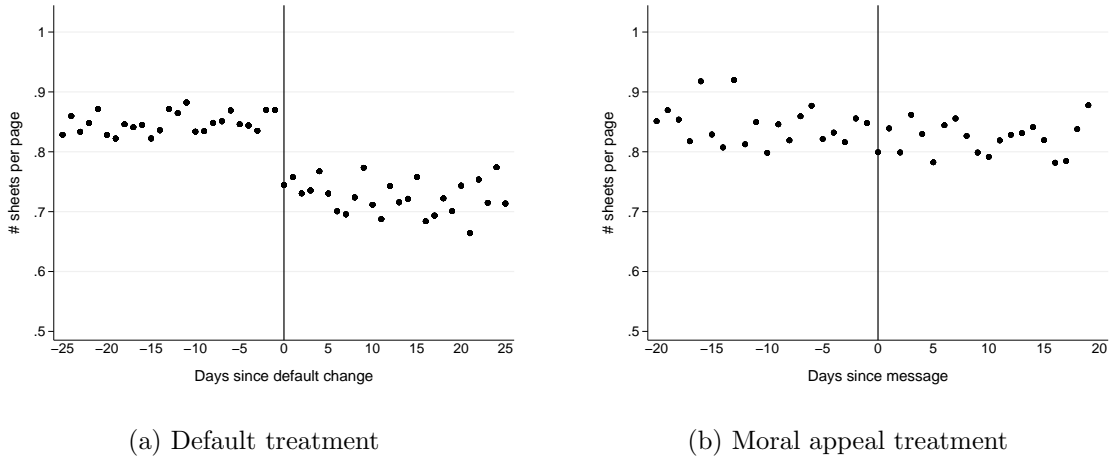 1
.9
.8
.7
.6
.5
# sheets per page
−25 −20 −15 −10 −5 0 5 10 15 20 25
Days since default change
(a) Default treatment
1
.9
.8
.7
.6
.5
# sheets per page
−20 −15 −10 −5 0 5 10 15 20
Days since message
(b) Moral appeal treatment